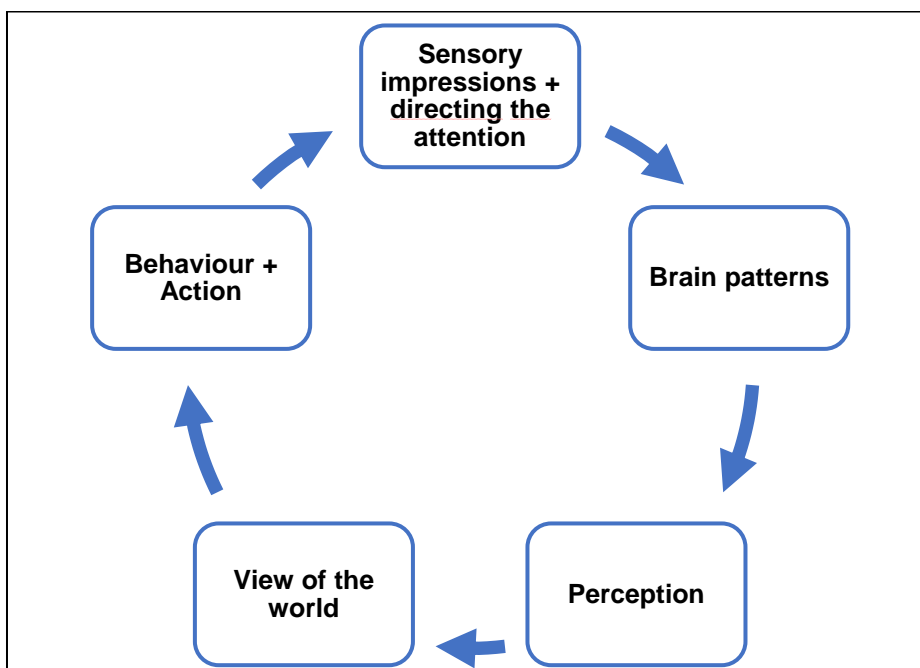 Sensory
impressions +
directing the
attention
Brain patterns
Perception
View of the
world
Behaviour +
Action